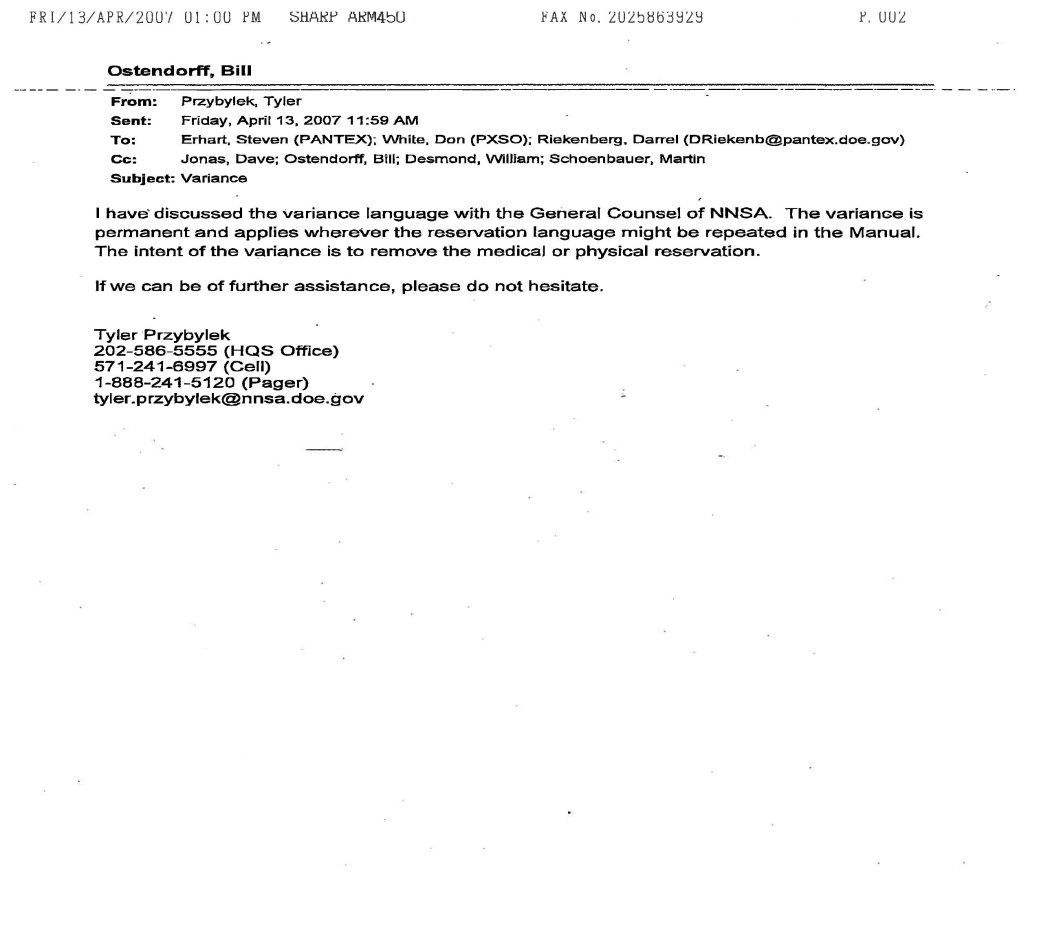 FRI/13/APR/2007 01:00 PM SHARP ARM450 FAX No. 2025863929 P. 002
Ostendorff, Bill
From: Przybylek, Tyler
Sent: Friday, April 13, 2007 11:59 AM
To: Erhart, Steven (PANTEX); White, Don (PXSO); Riekenberg, Darrel (DRiekenb@pantex.doe.gov)
Cc: Jonas, Dave; Ostendorff, Bill; Desmond, William; Schoenbauer, Martin
Subject: Variance
I have discussed the variance language with the General Counsel of NNSA. The variance is
permanent and applies wherever the reservation language might be repeated in the Manual.
The intent of the variance is to remove the medical or physical reservation.
If we can be of further assistance, please do not hesitate.
Tyler Przybylek
202-586-5555 (HQS Office)
571-241-6997 (Cell)
1-888-241-5120 (Pager)
tyler.przybylek@nnsa.doe.gov